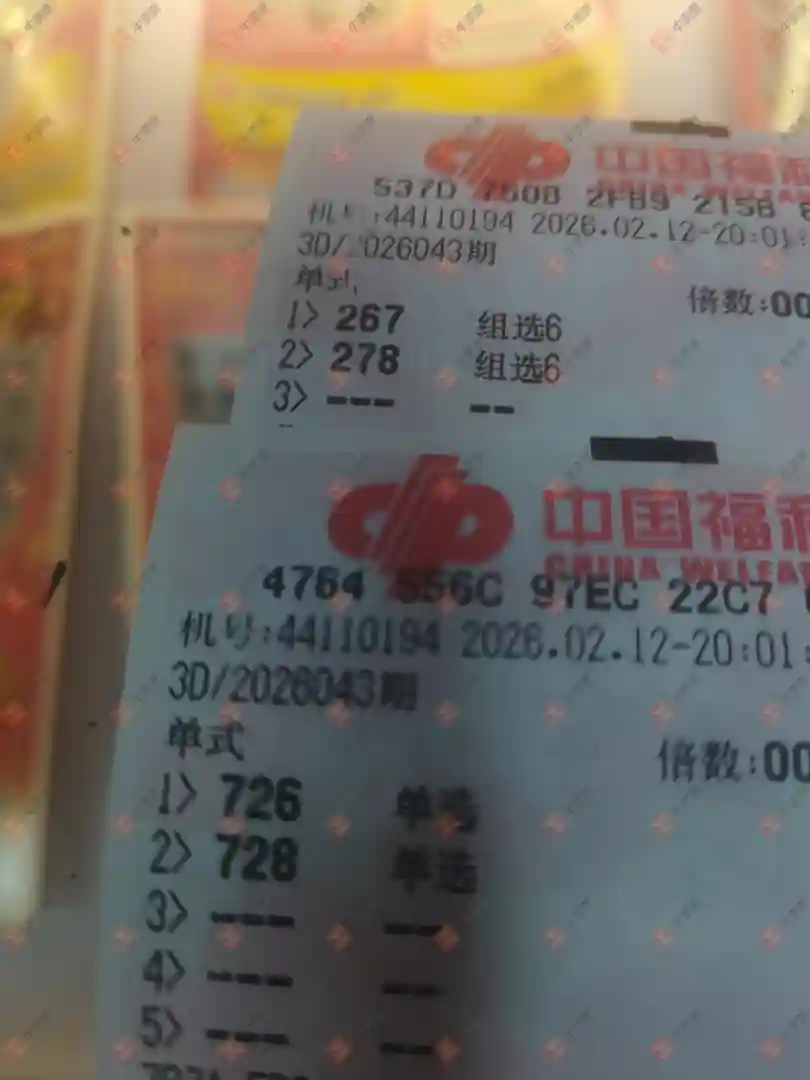 中国福利
537D 760B 2FB9 215B
机号:44110194 2026.02.12-20:01:
3D/2026043期
单式
倍数:00
1> 267 组选6
2> 278 组选6
3> --- --
中国福利
CHINA WELFA
4764 556C 97EC 22C7
机号:44110194 2026.02.12-20:01:
3D/2026043期
单式
倍数:00
1> 726 单选
2> 728 单选
3> --- --
4> --- --
5> --- --